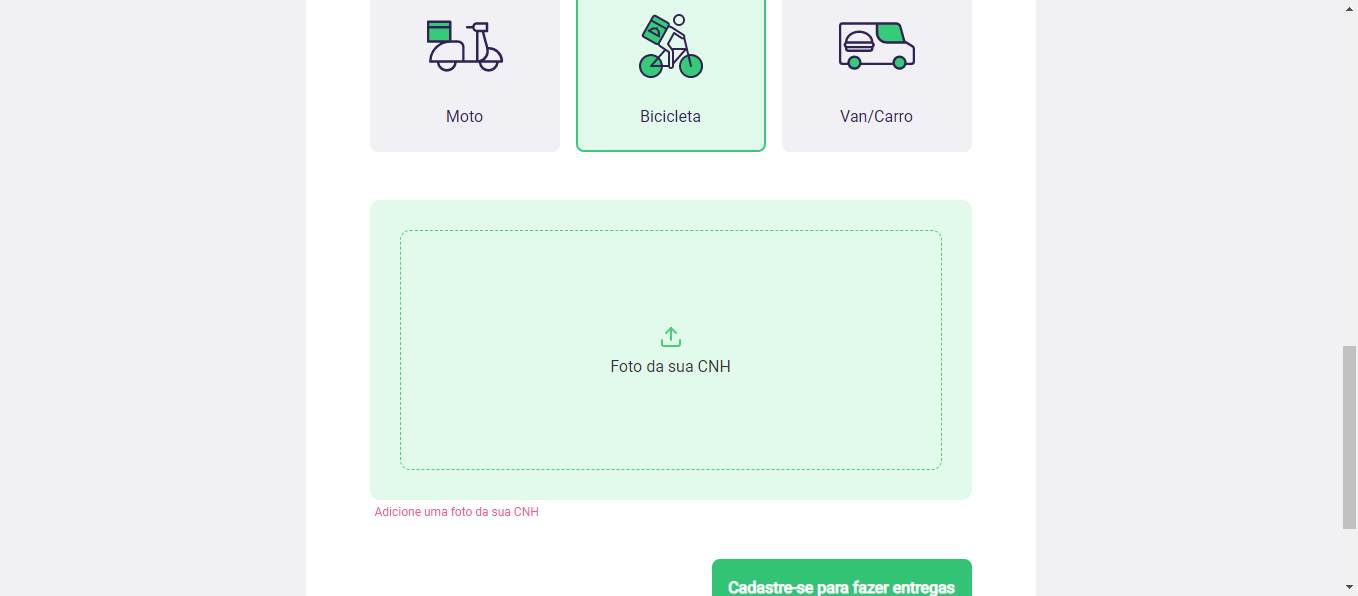 Moto
Bicicleta
Van/Carro
Foto da sua CNH
Adicione uma foto da sua CNH
Cadastre-se para fazer entregas